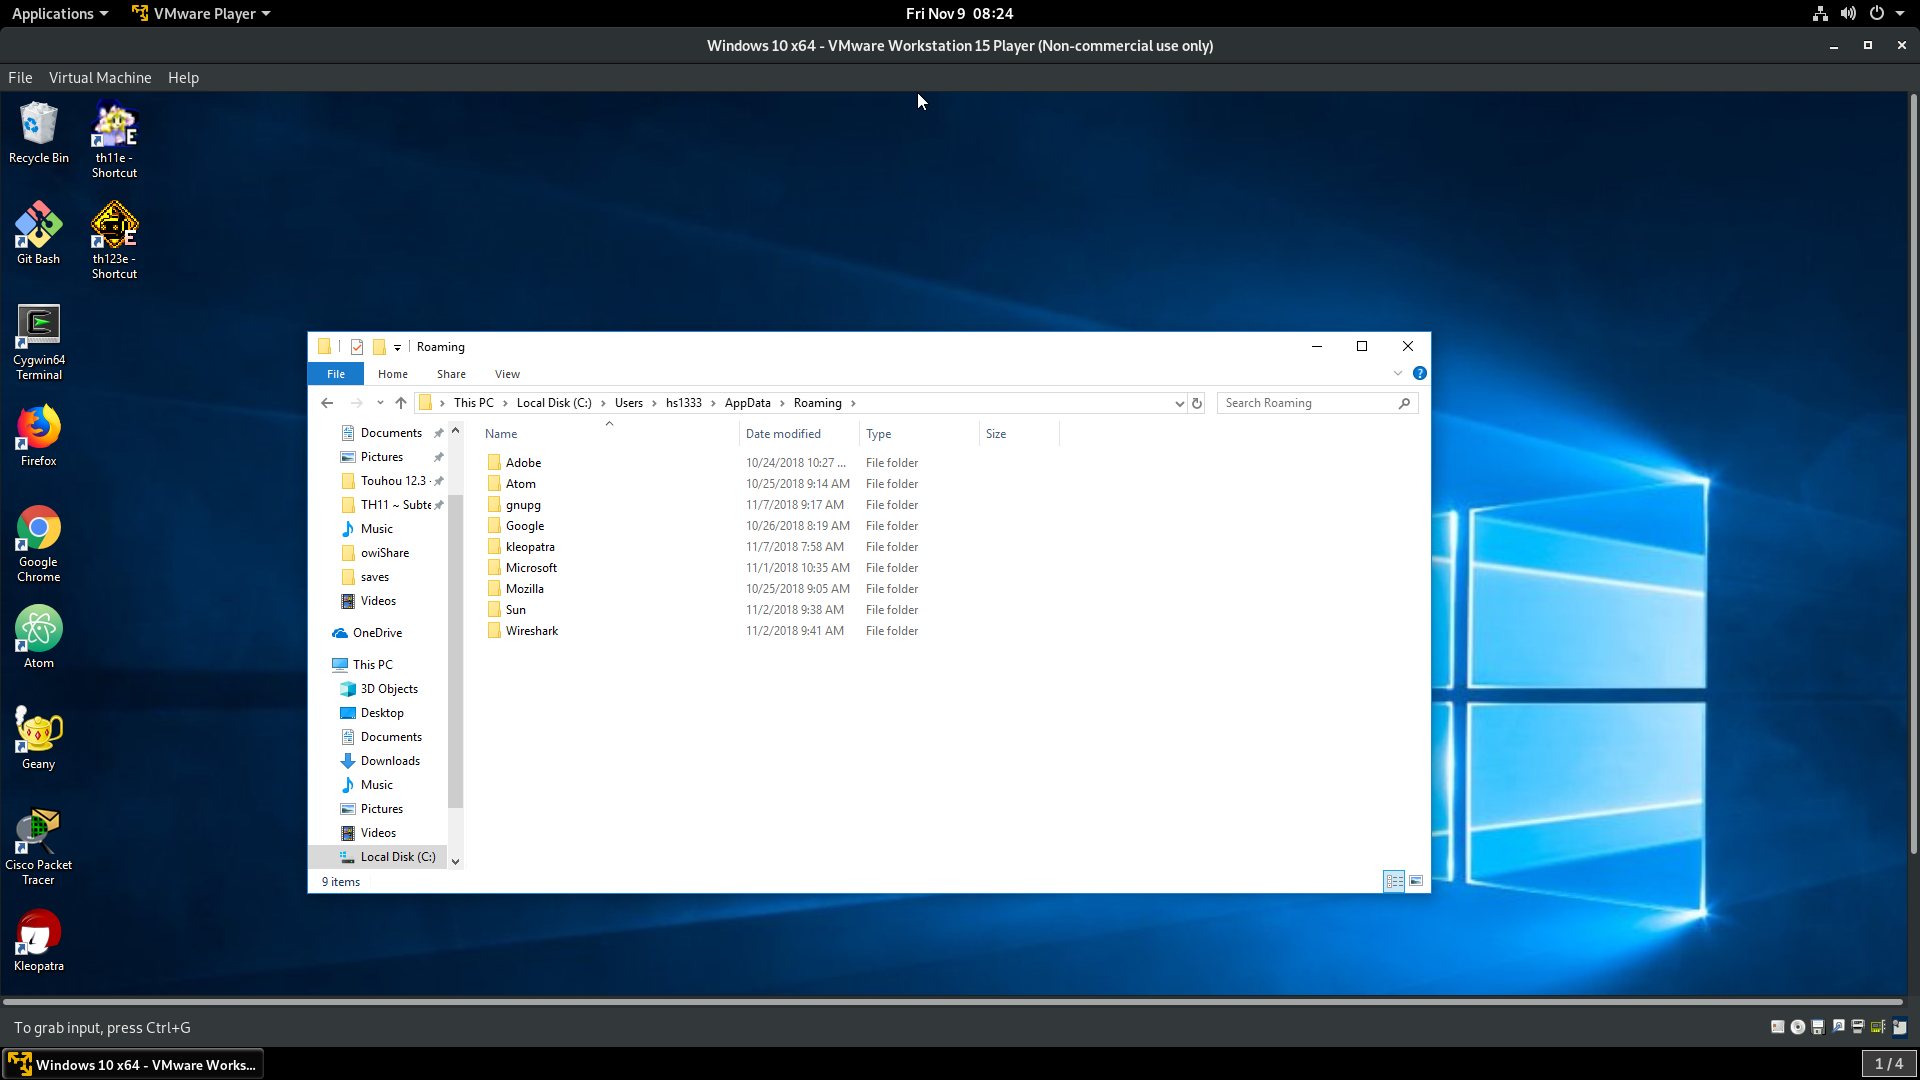 Applications
VMware Player
Fri Nov 9 08:24
Windows 10 x64 - VMware Workstation 15 Player (Non-commercial use only)
File Virtual Machine Help
Recycle Bin
th11e -
Shortcut
Git Bash
th123e -
Shortcut
Cygwin64
Terminal
Firefox
Google
Chrome
Atom
Geany
Cisco Packet
Tracer
Kleopatra
Roaming
File Home Share View
This PC Local Disk (C:) Users hs1333 AppData Roaming
Search Roaming
Documents
Pictures
Touhou 12.3
TH11 ~ Subte
Music
owiShare
saves
Videos
OneDrive
This PC
3D Objects
Desktop
Documents
Downloads
Music
Pictures
Videos
Local Disk (C:)
Name Date modified Type Size
Adobe 10/24/2018 10:27 ... File folder
Atom 10/25/2018 9:14 AM File folder
gnupg 11/7/2018 9:17 AM File folder
Google 10/26/2018 8:19 AM File folder
kleopatra 11/7/2018 7:58 AM File folder
Microsoft 11/1/2018 10:35 AM File folder
Mozilla 10/25/2018 9:05 AM File folder
Sun 11/2/2018 9:38 AM File folder
Wireshark 11/2/2018 9:41 AM File folder
9 items
To grab input, press Ctrl+G
Windows 10 x64 - VMware Works...
1 / 4